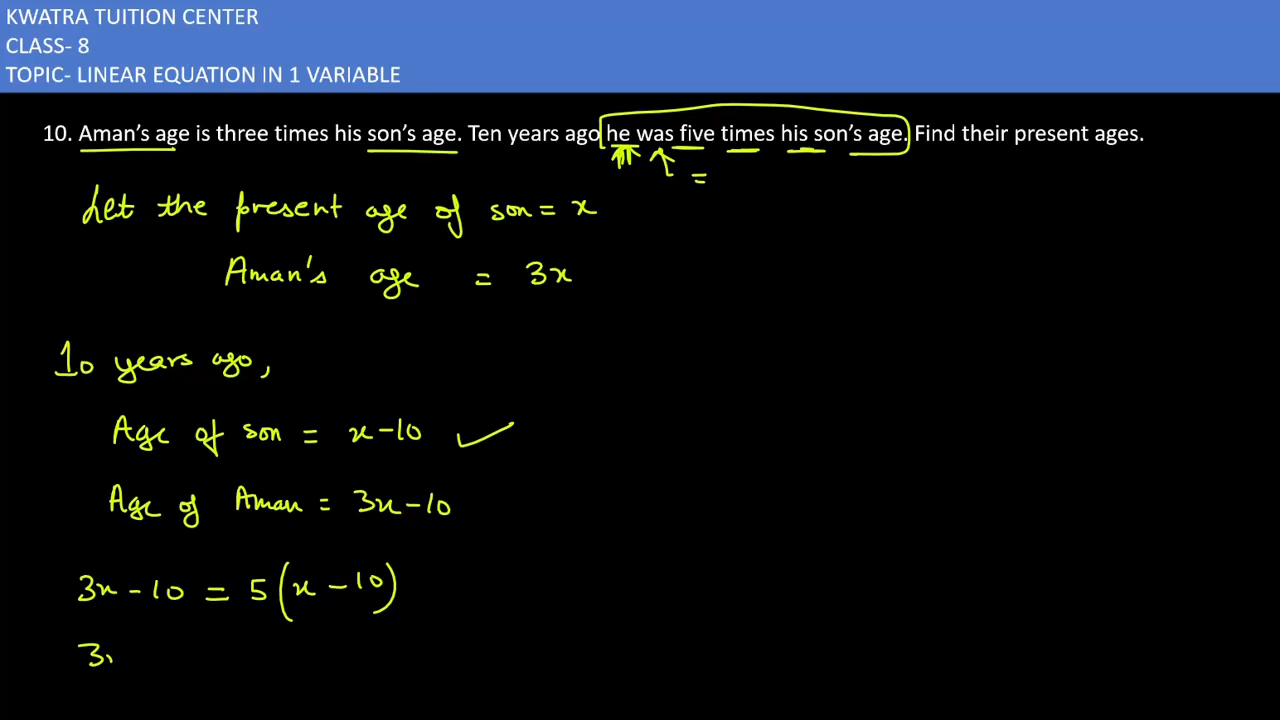 KWATRA TUITION CENTER
CLASS- 8
TOPIC- LINEAR EQUATION IN 1 VARIABLE
10. Aman's age is three times his son's age. Ten years ago he was five times his son's age. Find their present ages.
=
Let the present age of son = x
Aman's age = 3x
10 years ago,
Age of son = x-10 ✓
Age of Aman = 3x-10
3x - 10 = 5(x - 10)
3